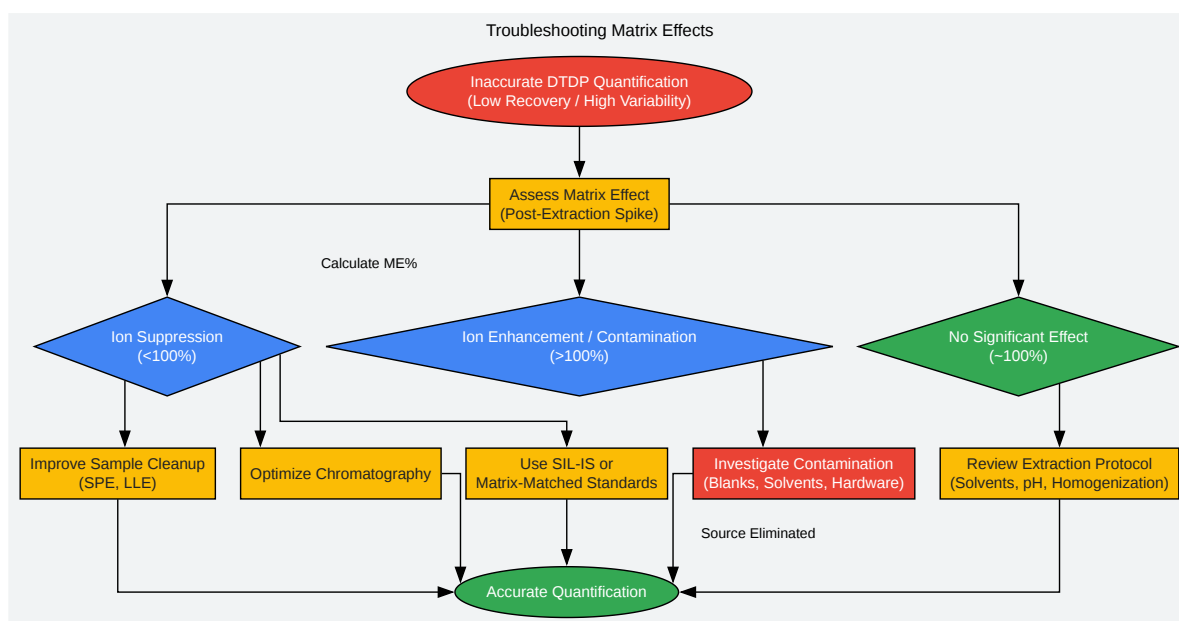 Troubleshooting Matrix Effects
Inaccurate DTDP Quantification
(Low Recovery / High Variability)
Assess Matrix Effect
(Post-Extraction Spike)
Calculate ME%
Ion Suppression
(<100%)
Ion Enhancement / Contamination
(>100%)
No Significant Effect
(~100%)
Improve Sample Cleanup
(SPE, LLE)
Optimize Chromatography
Use SIL-IS or
Matrix-Matched Standards
Investigate Contamination
(Blanks, Solvents, Hardware)
Review Extraction Protocol
(Solvents, pH, Homogenization)
Source Eliminated
Accurate Quantification